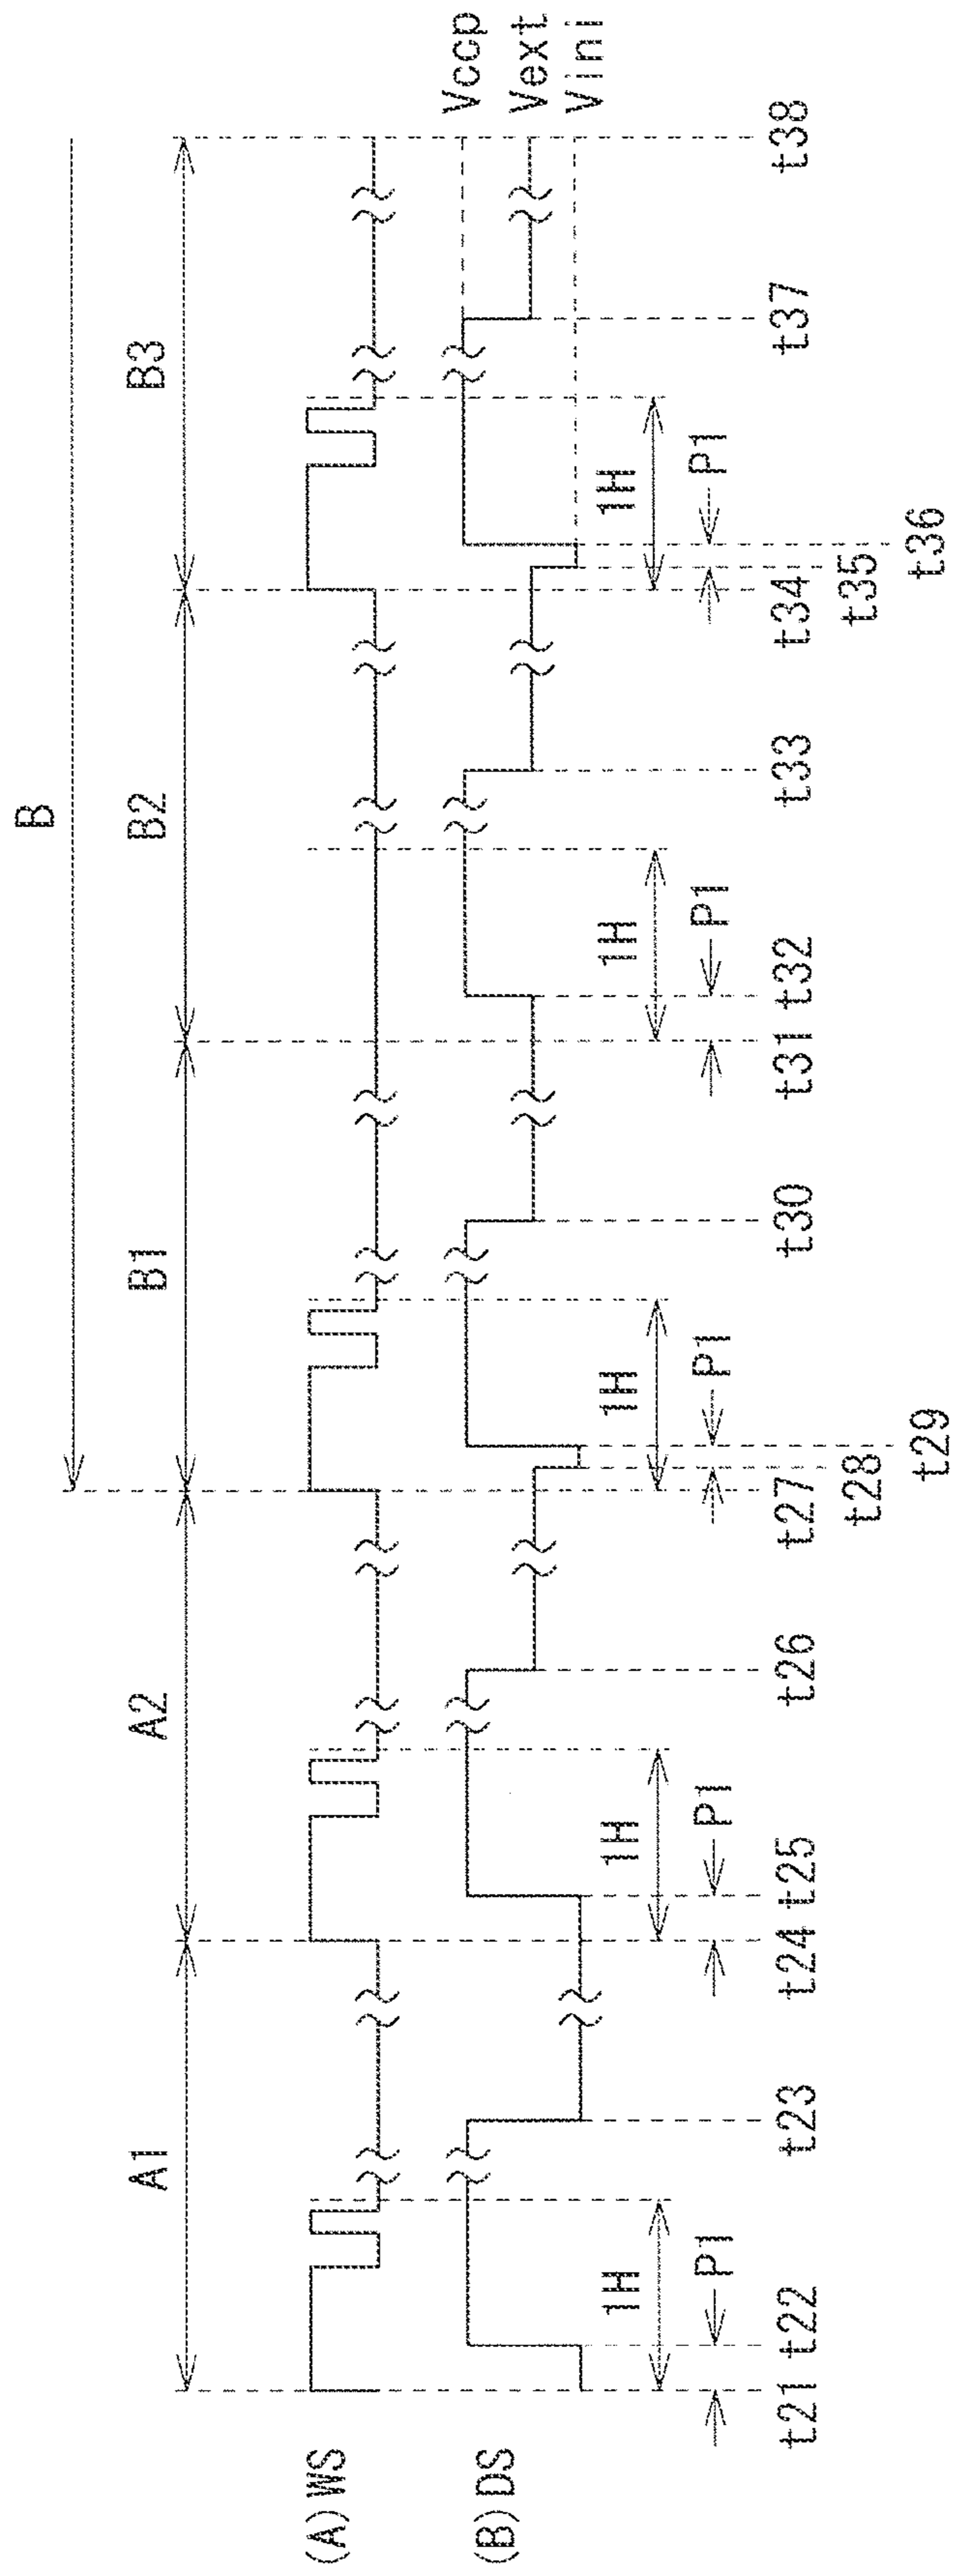 B
A1
A2
B1
B2
B3
(A) WS
(B) DS
Vccp
Vext
Vini
1H
1H
1H
1H
1H
P1
P1
P1
P1
P1
t21
t22
t23
t24
t25
t26
t27
t28
t29
t30
t31
t32
t33
t34
t35
t36
t37
t38